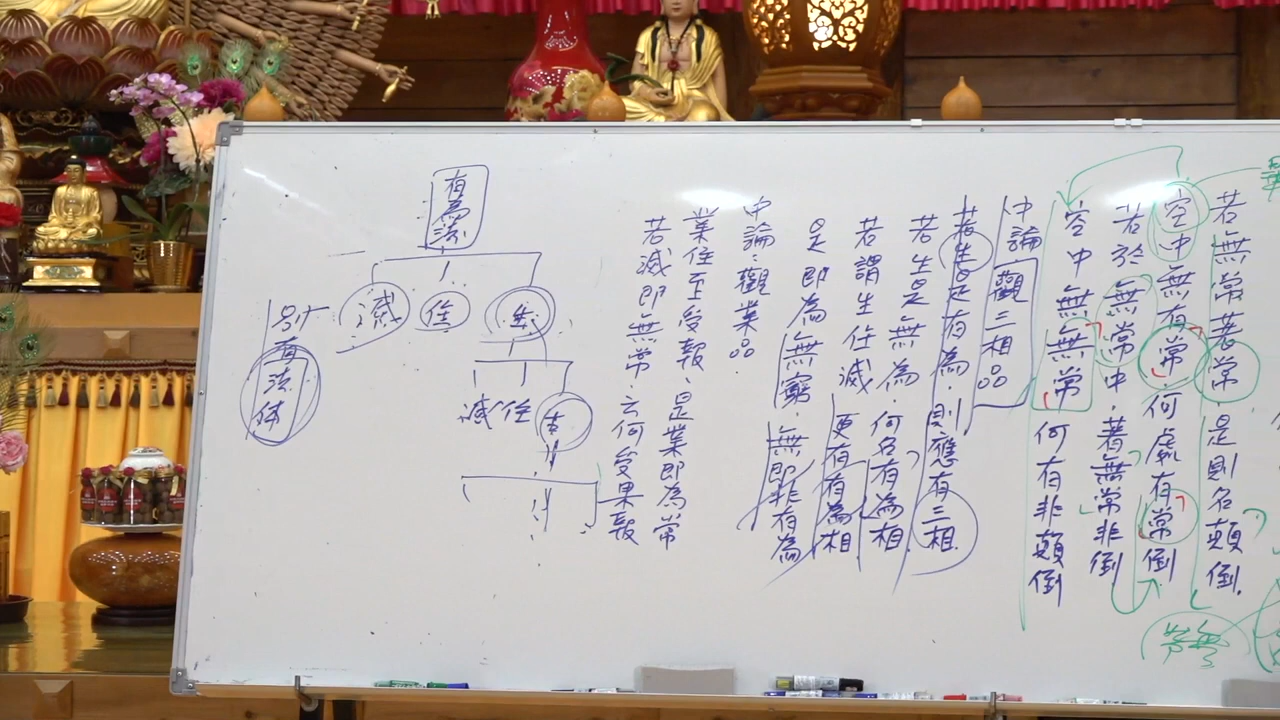 若無常著常．是則名顛倒．
空中無有常．何處有常倒
若於無常中．著無常非倒
空中無無常 何有非顛倒
中論．觀三相品
若生是有為．則應有三相．
若生是無為．何名有為相
若謂生住滅 更有有為相
是即為無窮．無即非有為
中論．觀業品
業住至受報．是業即為常
若滅即無常．云何受果報
有為法
生
住
滅
生
住
滅
別有法体